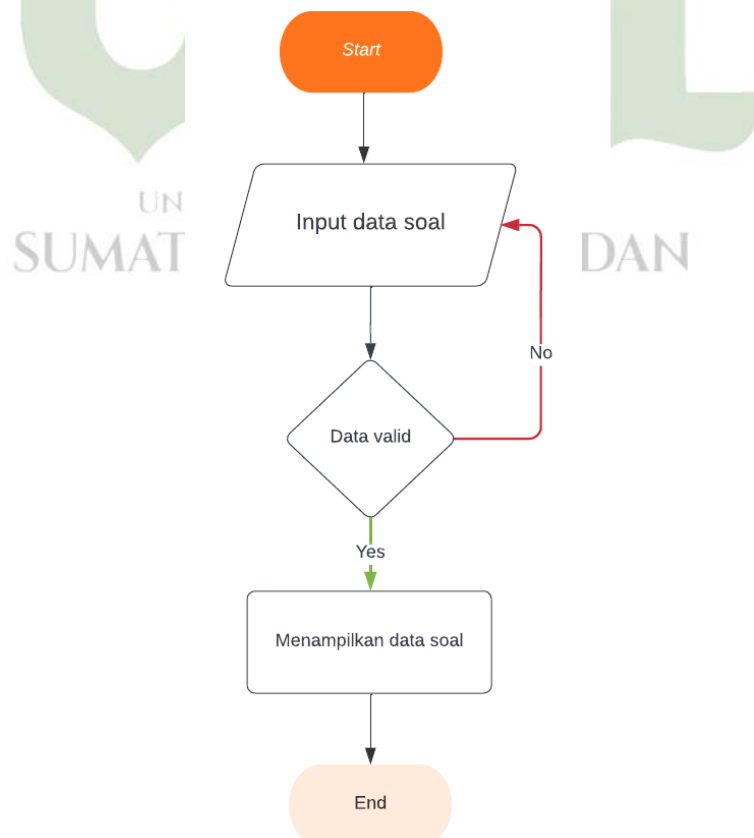 Start
UN
Input data soal
SUMAT DAN
No
Data valid
Yes
Menampilkan data soal
End